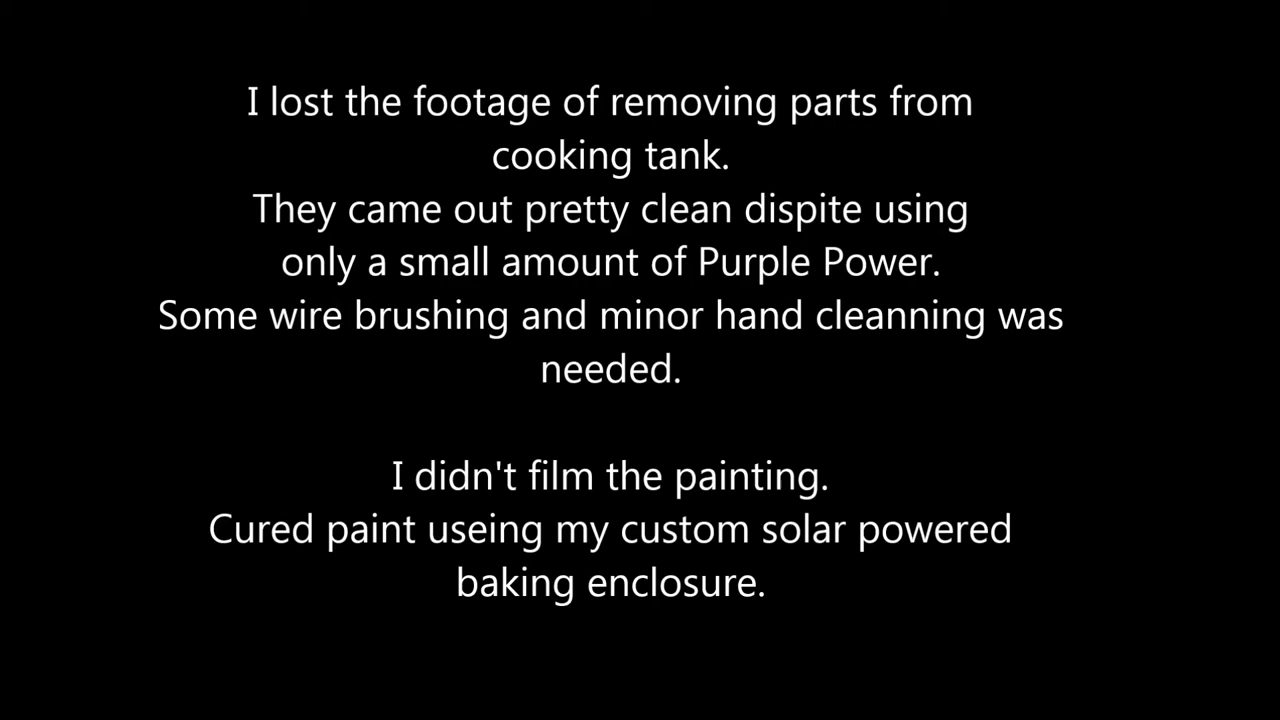 I lost the footage of removing parts from
cooking tank.
They came out pretty clean dispite using
only a small amount of Purple Power.
Some wire brushing and minor hand cleanning was
needed.
I didn't film the painting.
Cured paint useing my custom solar powered
baking enclosure.